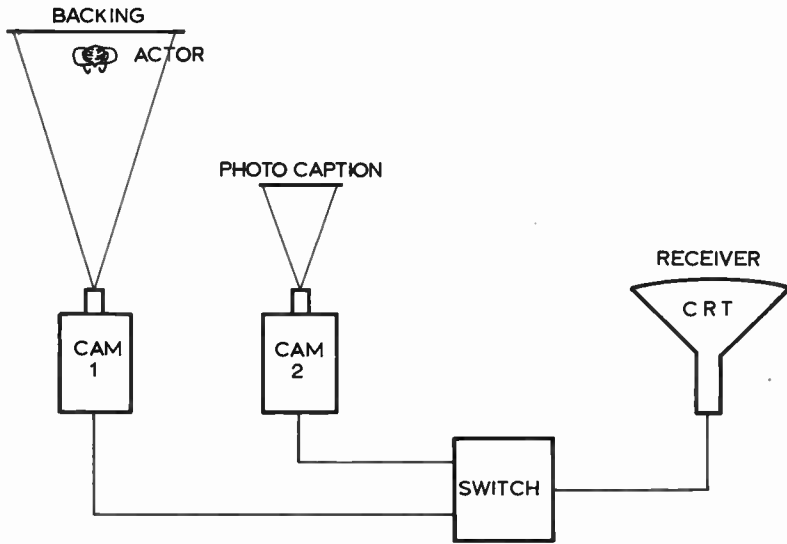 BACKING
ACTOR
PHOTO CAPTION
RECEIVER
CRT
CAM
1
CAM
2
SWITCH